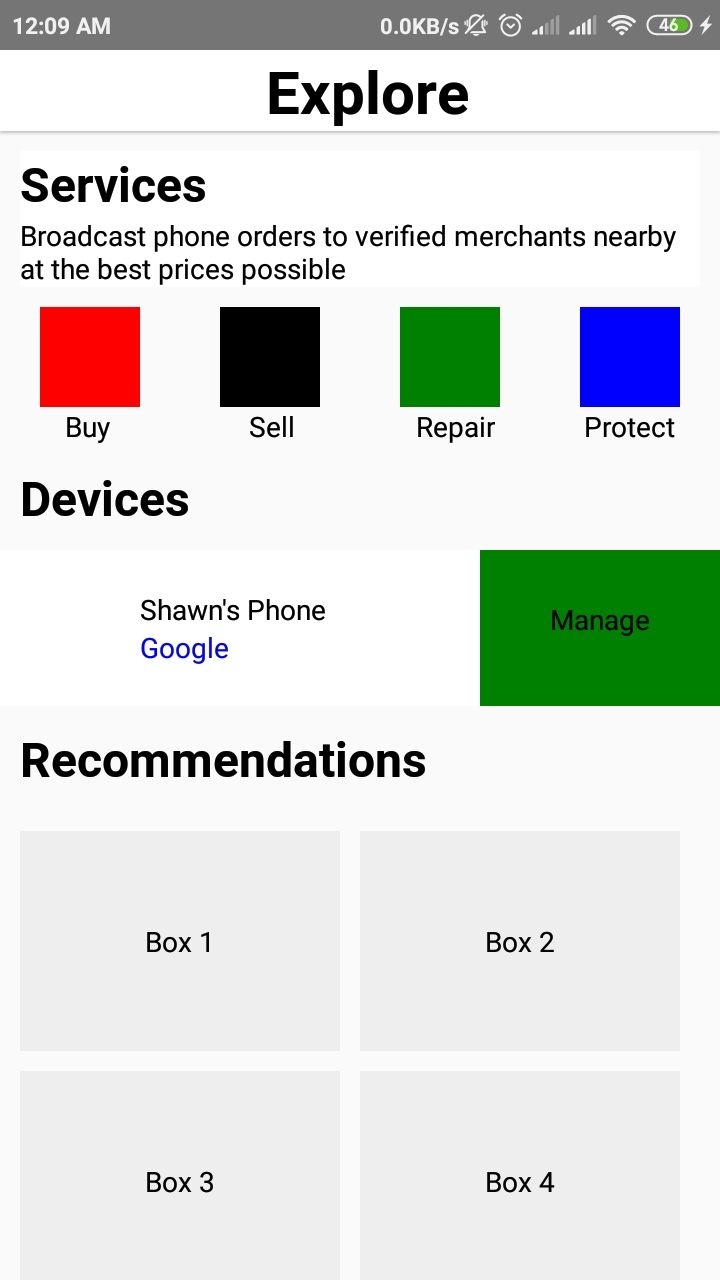 12:09 AM 0.0KB/s 46
Explore
Services
Broadcast phone orders to verified merchants nearby
at the best prices possible
Buy Sell Repair Protect
Devices
Shawn's Phone
Google
Manage
Recommendations
Box 1 Box 2
Box 3 Box 4